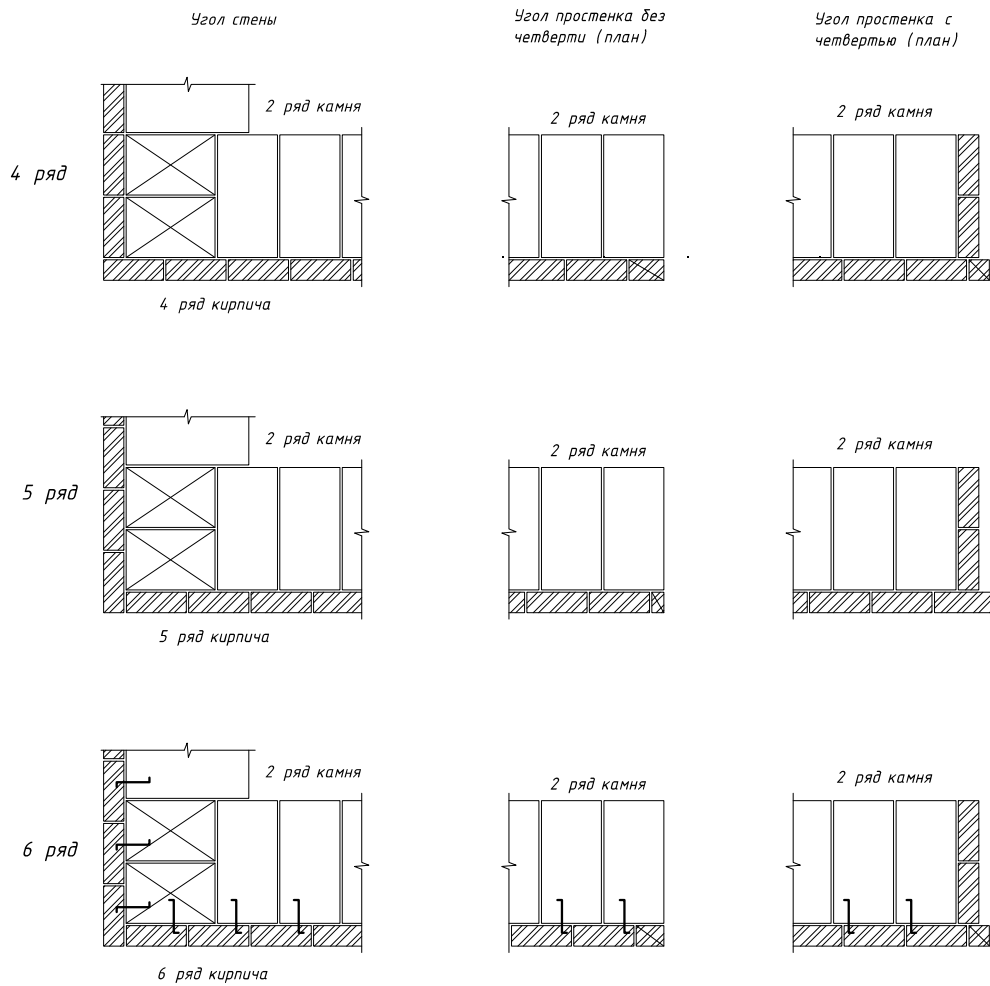 Угол стены
Угол простенка без
четверти (план)
Угол простенка с
четвертью (план)
2 ряд камня
2 ряд камня
2 ряд камня
4 ряд
4 ряд кирпича
2 ряд камня
2 ряд камня
2 ряд камня
5 ряд
5 ряд кирпича
2 ряд камня
2 ряд камня
2 ряд камня
6 ряд
6 ряд кирпича